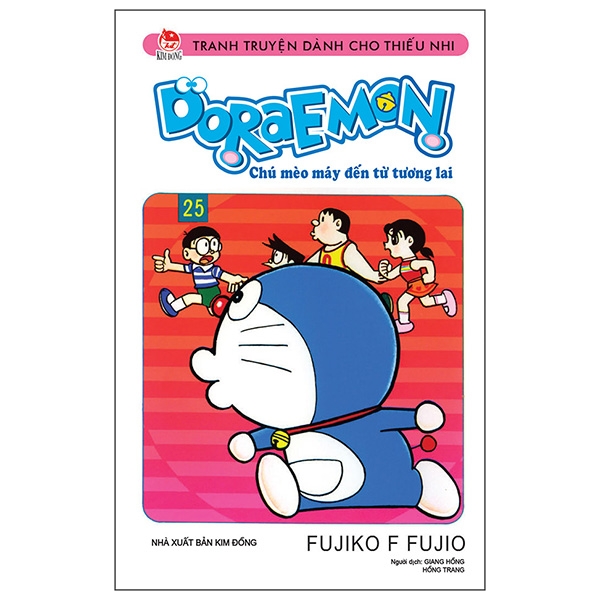 KIM ĐỒNG
TRANH TRUYỆN DÀNH CHO THIẾU NHI
DORAEMON
Chú mèo máy đến từ tương lai
25
NHÀ XUẤT BẢN KIM ĐỒNG
FUJIKO F FUJIO
Người dịch: GIANG HỒNG
HỒNG TRANG